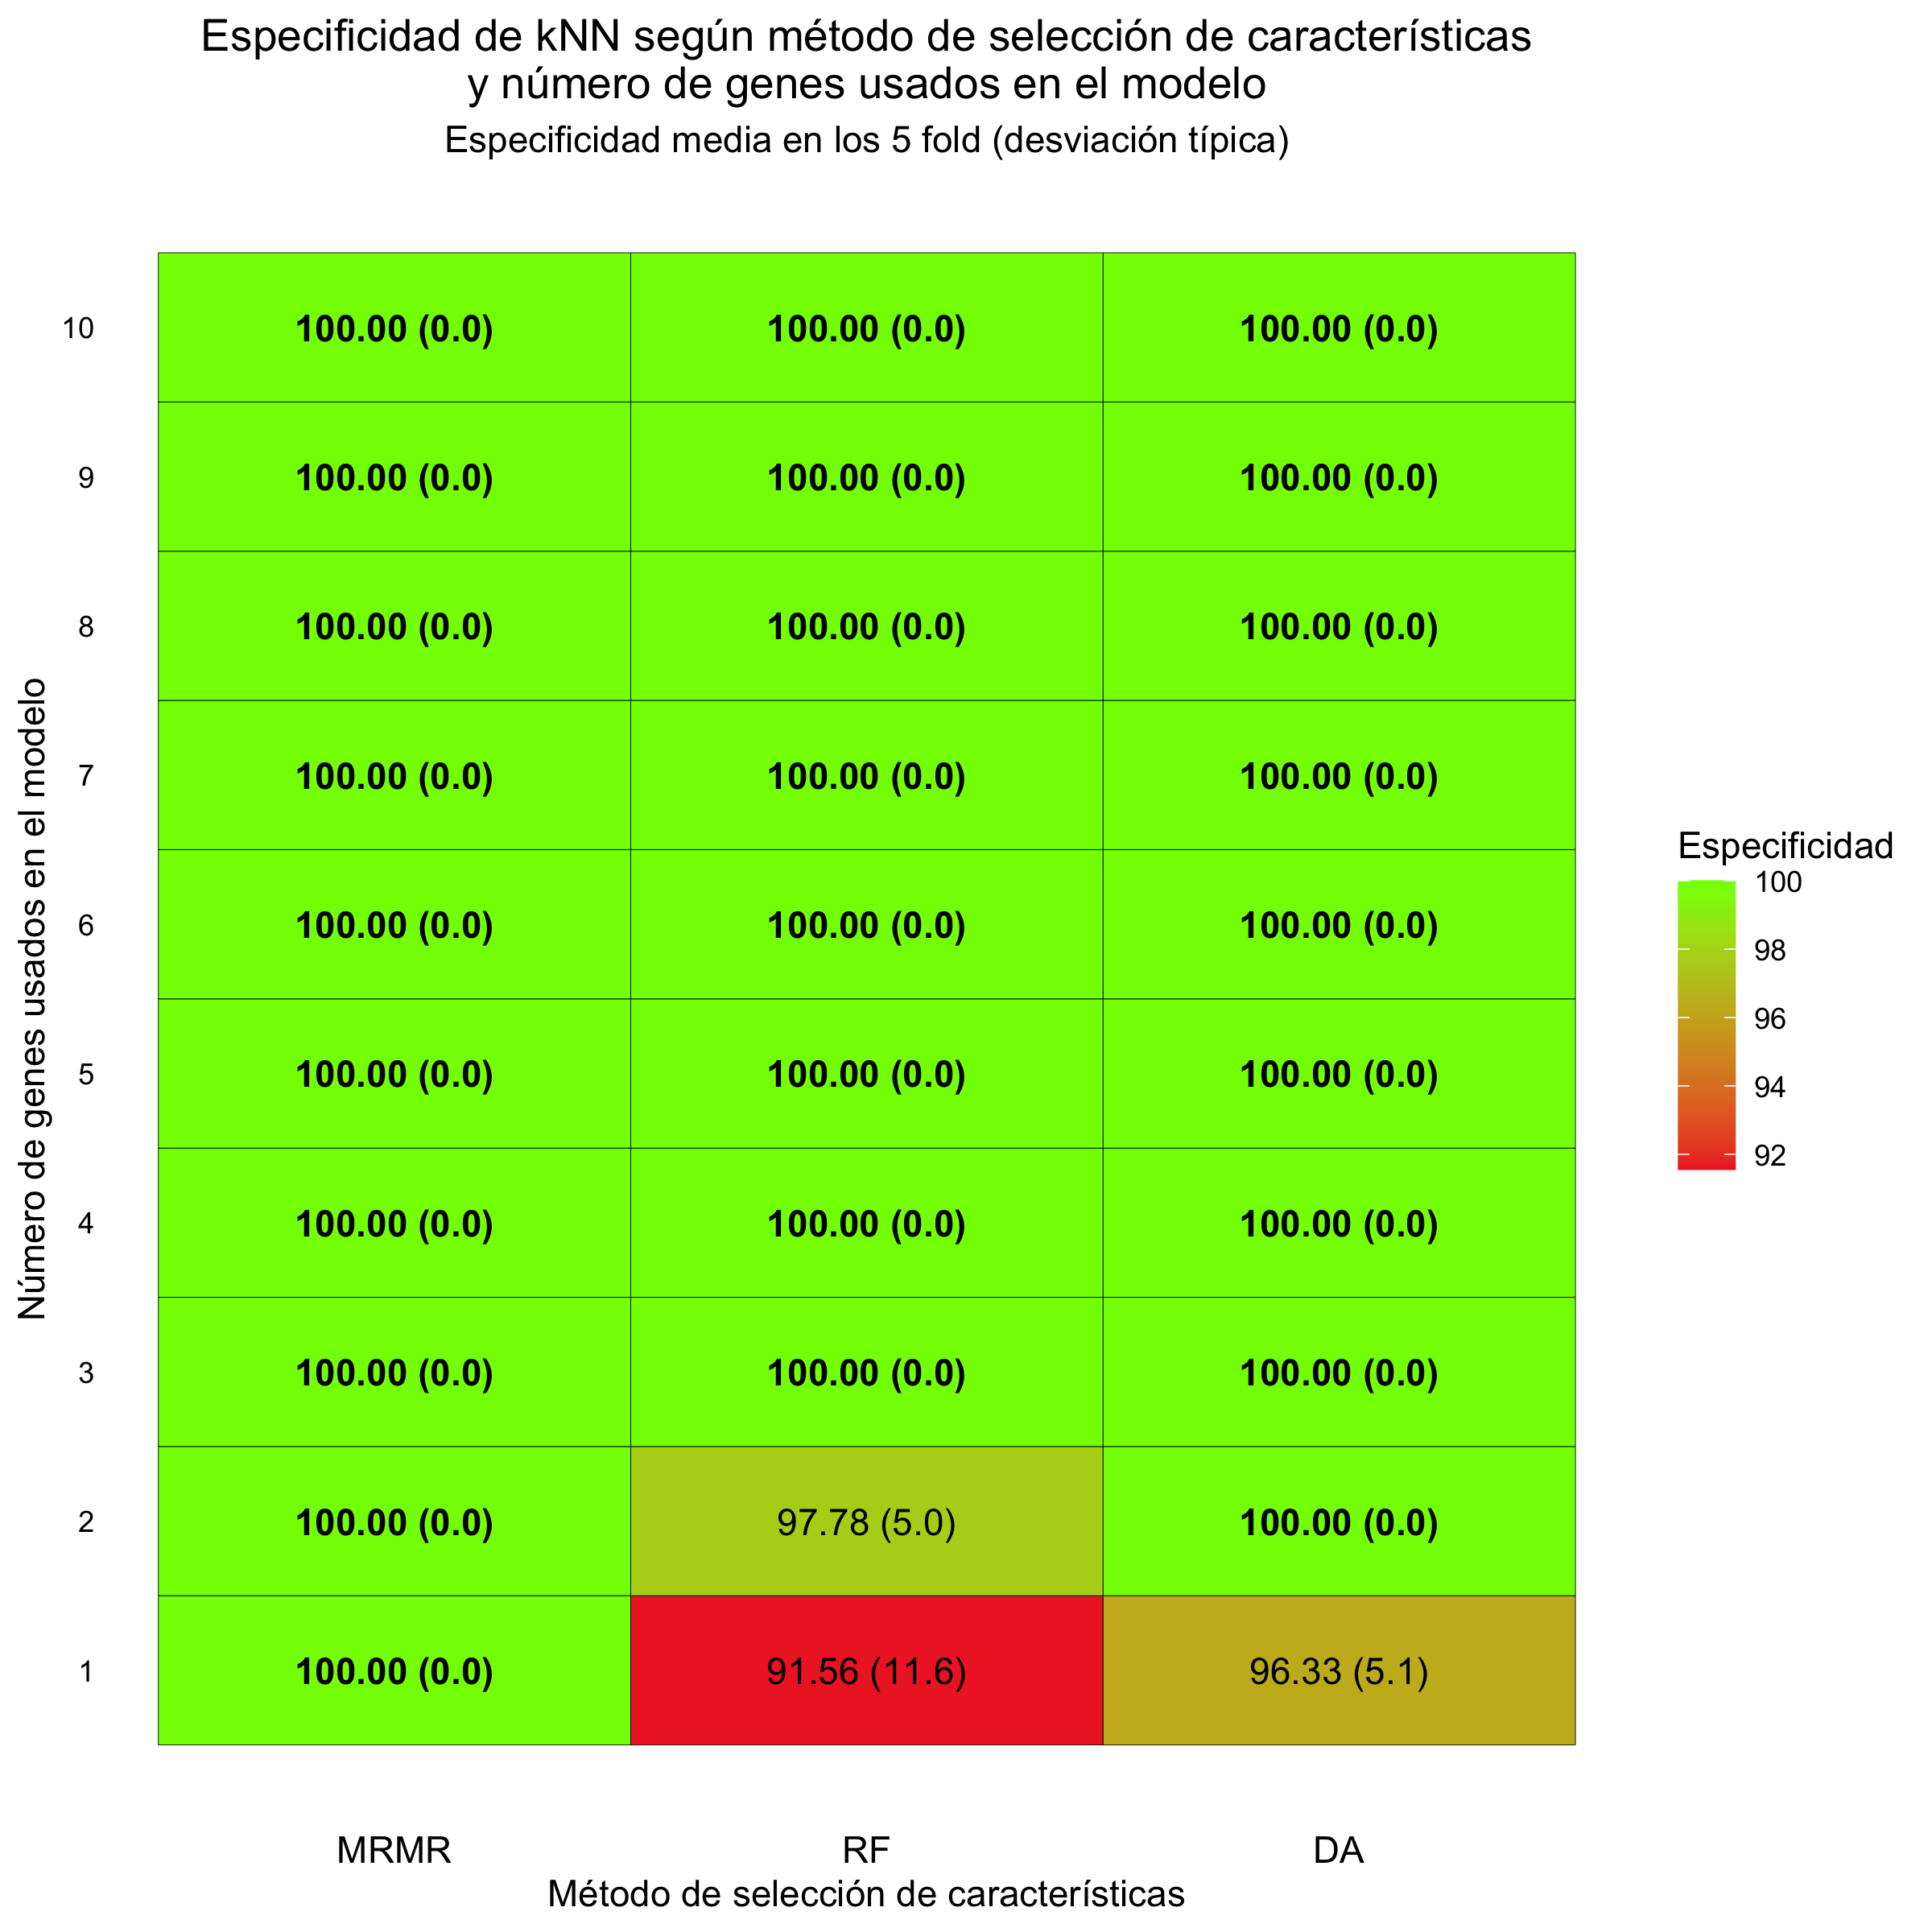 Especificidad de kNN según método de selección de características
y número de genes usados en el modelo
Especificidad media en los 5 fold (desviación típica)
Número de genes usados en el modelo
10 100.00 (0.0) 100.00 (0.0) 100.00 (0.0)
9 100.00 (0.0) 100.00 (0.0) 100.00 (0.0)
8 100.00 (0.0) 100.00 (0.0) 100.00 (0.0)
7 100.00 (0.0) 100.00 (0.0) 100.00 (0.0)
6 100.00 (0.0) 100.00 (0.0) 100.00 (0.0)
5 100.00 (0.0) 100.00 (0.0) 100.00 (0.0)
4 100.00 (0.0) 100.00 (0.0) 100.00 (0.0)
3 100.00 (0.0) 100.00 (0.0) 100.00 (0.0)
2 100.00 (0.0) 97.78 (5.0) 100.00 (0.0)
1 100.00 (0.0) 91.56 (11.6) 96.33 (5.1)
MRMR RF DA
Método de selección de características
Especificidad
100
98
96
94
92